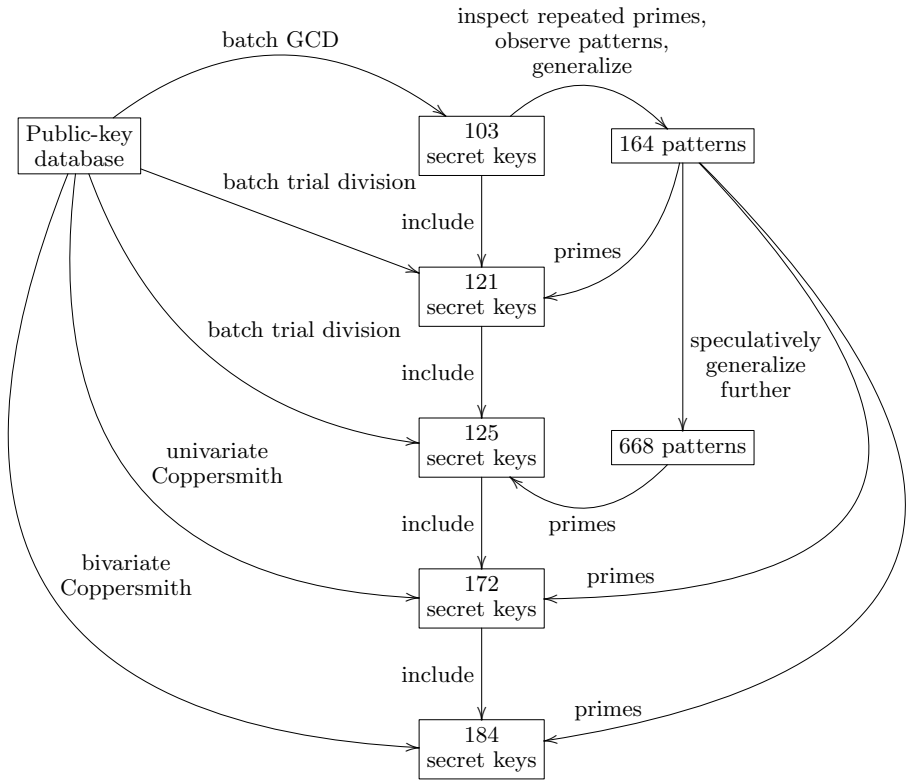 inspect repeated primes,
observe patterns,
generalize
batch GCD
Public-key
database
103
secret keys
164 patterns
batch trial division
include
primes
121
secret keys
batch trial division
speculatively
generalize
further
include
125
secret keys
668 patterns
univariate
Coppersmith
include
primes
bivariate
Coppersmith
172
secret keys
primes
include
primes
184
secret keys